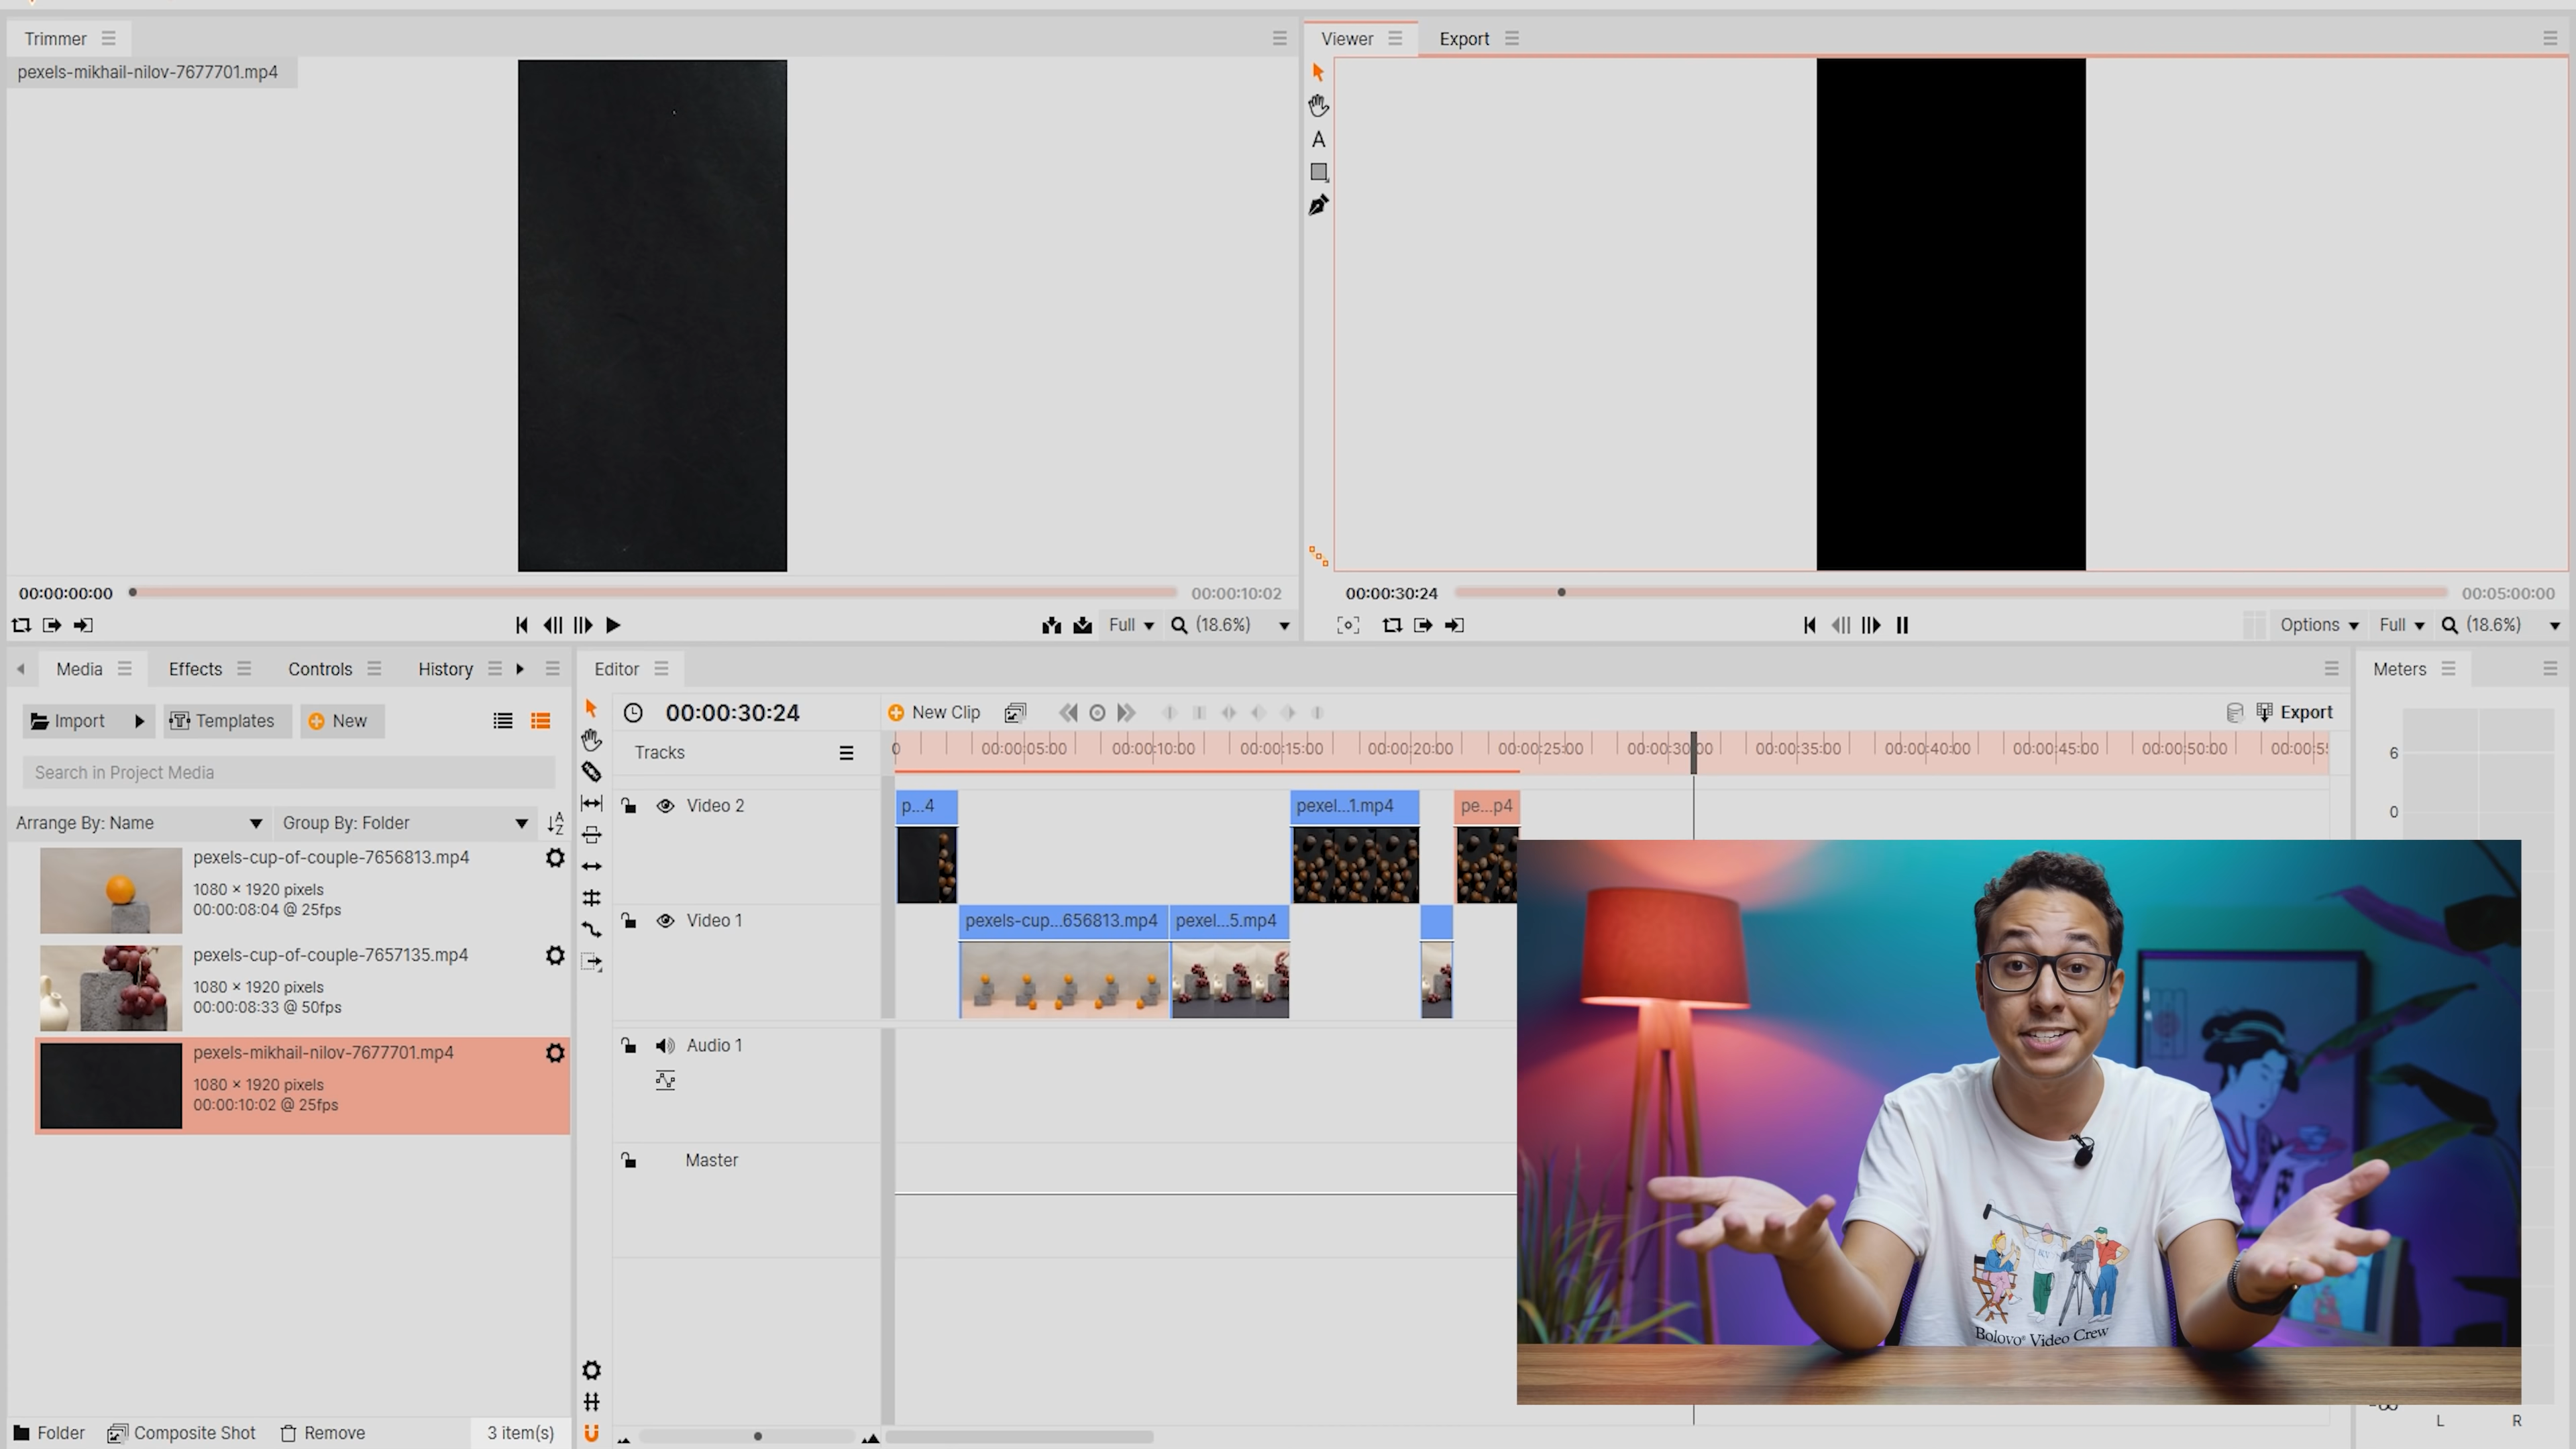 Trimmer
Viewer
Export
pexels-mikhail-nilov-7677701.mp4
A
00:00:00:00
00:00:10:02
00:00:30:24
00:05:00:00
Full
(18.6%)
Options
Full
(18.6%)
Media
Effects
Controls
History
Editor
Meters
Import
Templates
New
00:00:30:24
New Clip
Export
Search in Project Media
Tracks
0
00:00:05:00
00:00:10:00
00:00:15:00
00:00:20:00
00:00:25:00
00:00:30:00
00:00:35:00
00:00:40:00
00:00:45:00
00:00:50:00
6
0
Arrange By: Name
Group By: Folder
A
Z
Video 2
p...4
pexel...1.mp4
pe...p4
pexels-cup-of-couple-7656813.mp4
1080 × 1920 pixels
00:00:08:04 @ 25fps
Video 1
pexels-cup...656813.mp4
pexel...5.mp4
pexels-cup-of-couple-7657135.mp4
1080 × 1920 pixels
00:00:08:33 @ 50fps
Audio 1
pexels-mikhail-nilov-7677701.mp4
1080 × 1920 pixels
00:00:10:02 @ 25fps
Master
Bolovo® Video Crew
Folder
Composite Shot
Remove
3 item(s)
L
R